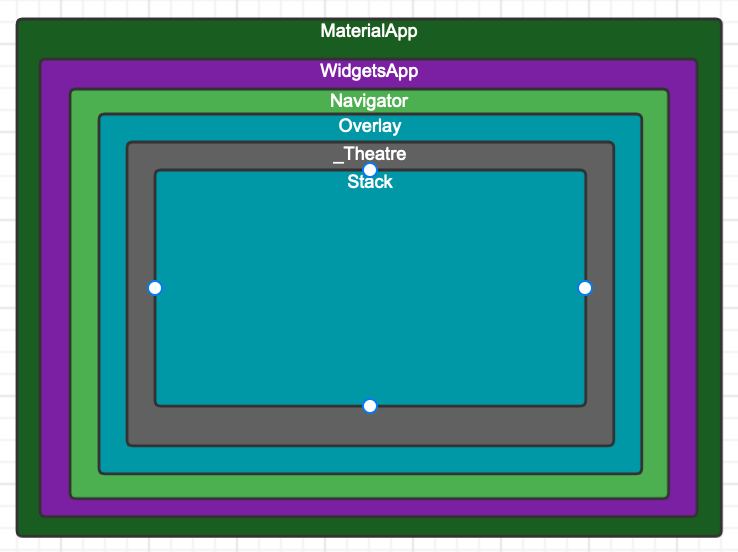 MaterialApp
WidgetsApp
Navigator
Overlay
_Theatre
Stack